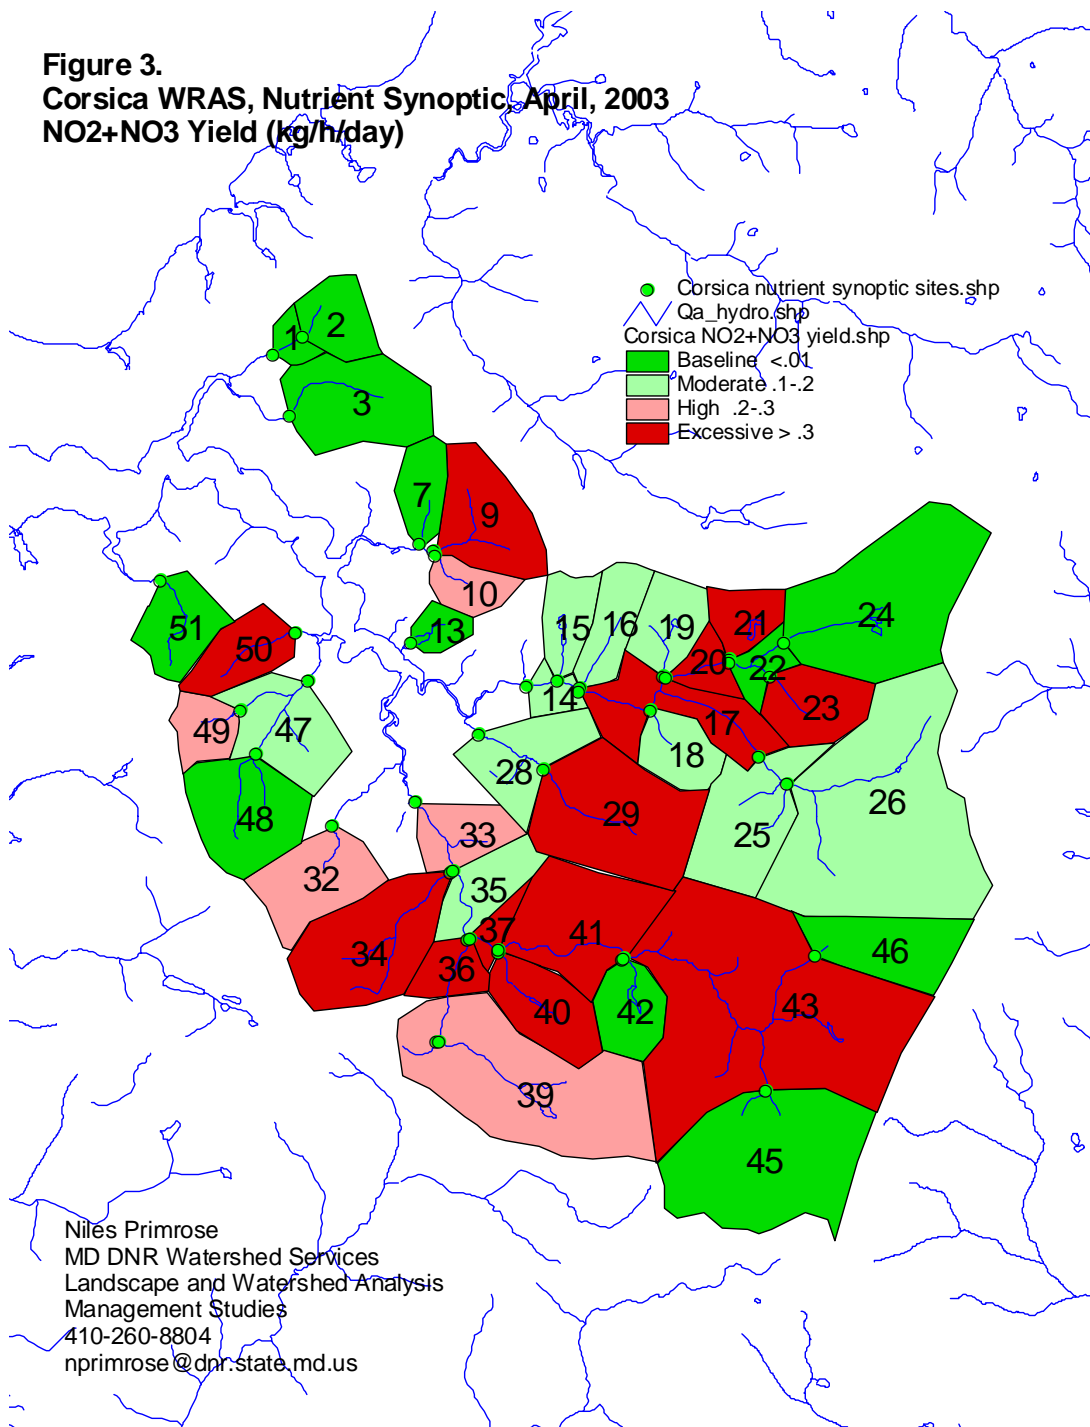 Figure 3.
Corsica WRAS, Nutrient Synoptic, April, 2003
NO2+NO3 Yield (kg/h/day)
Corsica nutrient synoptic sites.shp
Qa_hydro.shp
Corsica NO2+NO3 yield.shp
Baseline <.01
Moderate .1-.2
High .2-.3
Excessive > .3
1
2
3
7
9
10
13
15
16
19
21
24
51
50
20
22
14
49
47
17
23
18
28
29
26
48
25
33
32
35
37
41
34
36
46
40
42
43
39
45
Niles Primrose
MD DNR Watershed Services
Landscape and Watershed Analysis
Management Studies
410-260-8804
nprimrose@dnr.state.md.us